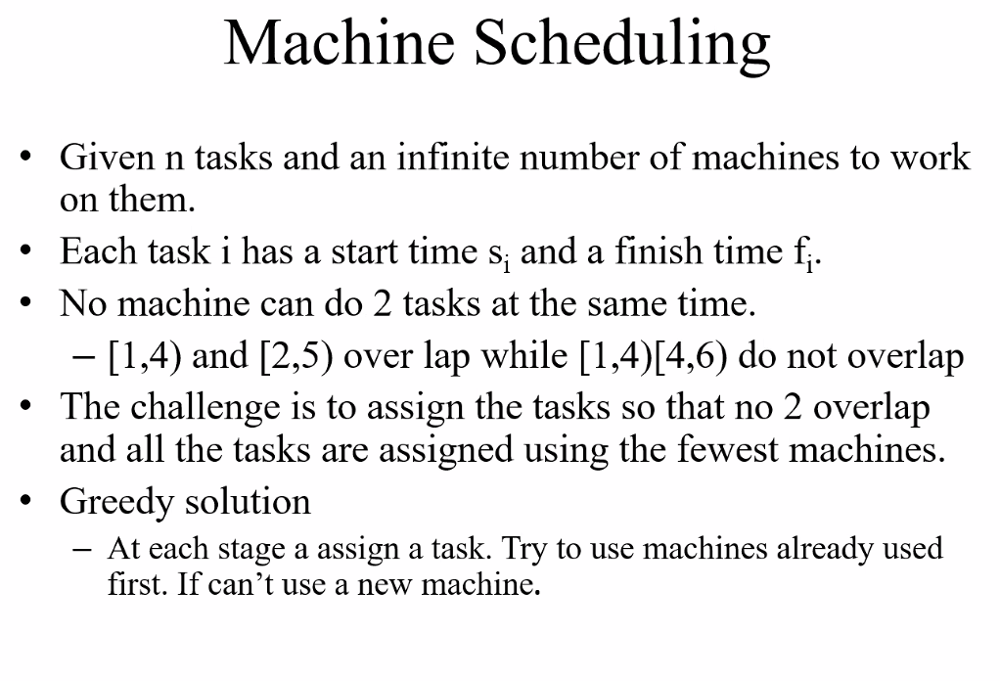 Machine Scheduling
• Given n tasks and an infinite number of machines to work
on them.
• Each task i has a start time sᵢ and a finish time fᵢ.
• No machine can do 2 tasks at the same time.
– [1,4) and [2,5) over lap while [1,4)[4,6) do not overlap
• The challenge is to assign the tasks so that no 2 overlap
and all the tasks are assigned using the fewest machines.
• Greedy solution
– At each stage a assign a task. Try to use machines already used
first. If can’t use a new machine.